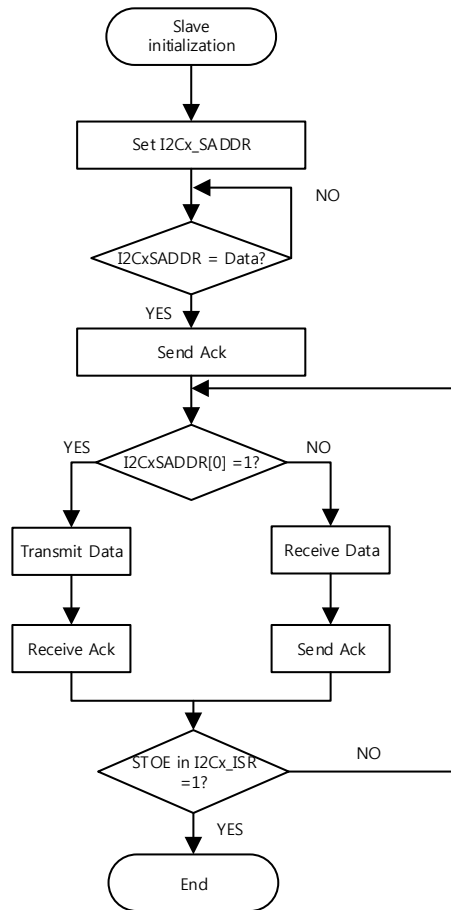 Slave
initialization
Set I2Cx_SADDR
NO
I2CxSADDR = Data?
YES
Send Ack
YES
NO
I2CxSADDR[0] =1?
Transmit Data
Receive Data
Receive Ack
Send Ack
STOE in I2Cx_ISR
=1?
NO
YES
End